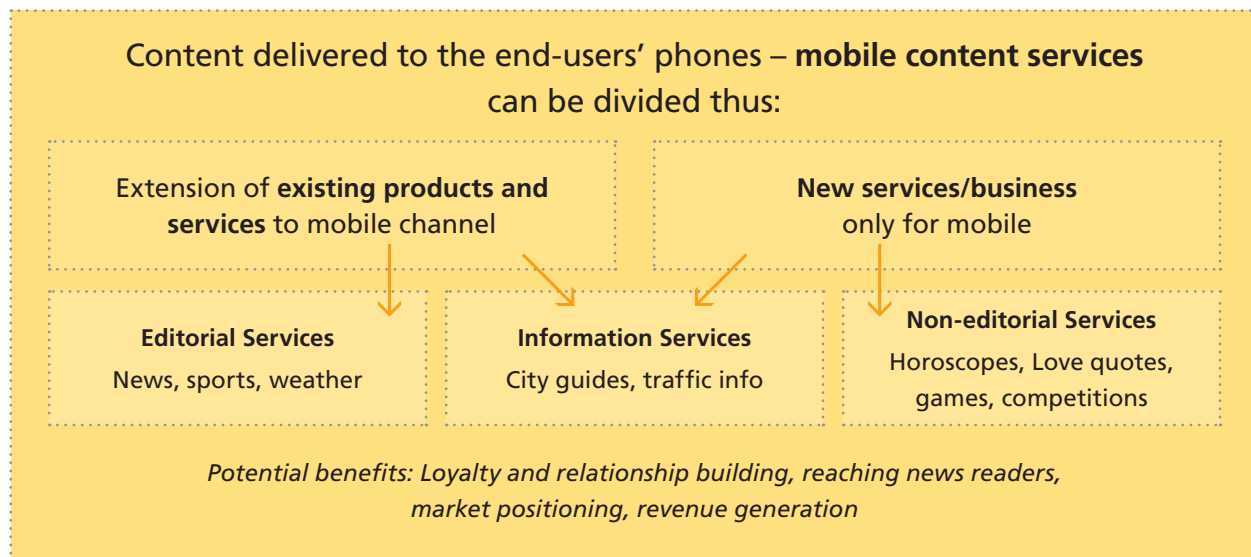 Content delivered to the end-users’ phones – mobile content services
can be divided thus:
Extension of existing products and
services to mobile channel
New services/business
only for mobile
Editorial Services
News, sports, weather
Information Services
City guides, traffic info
Non-editorial Services
Horoscopes, Love quotes,
games, competitions
Potential benefits: Loyalty and relationship building, reaching news readers,
market positioning, revenue generation